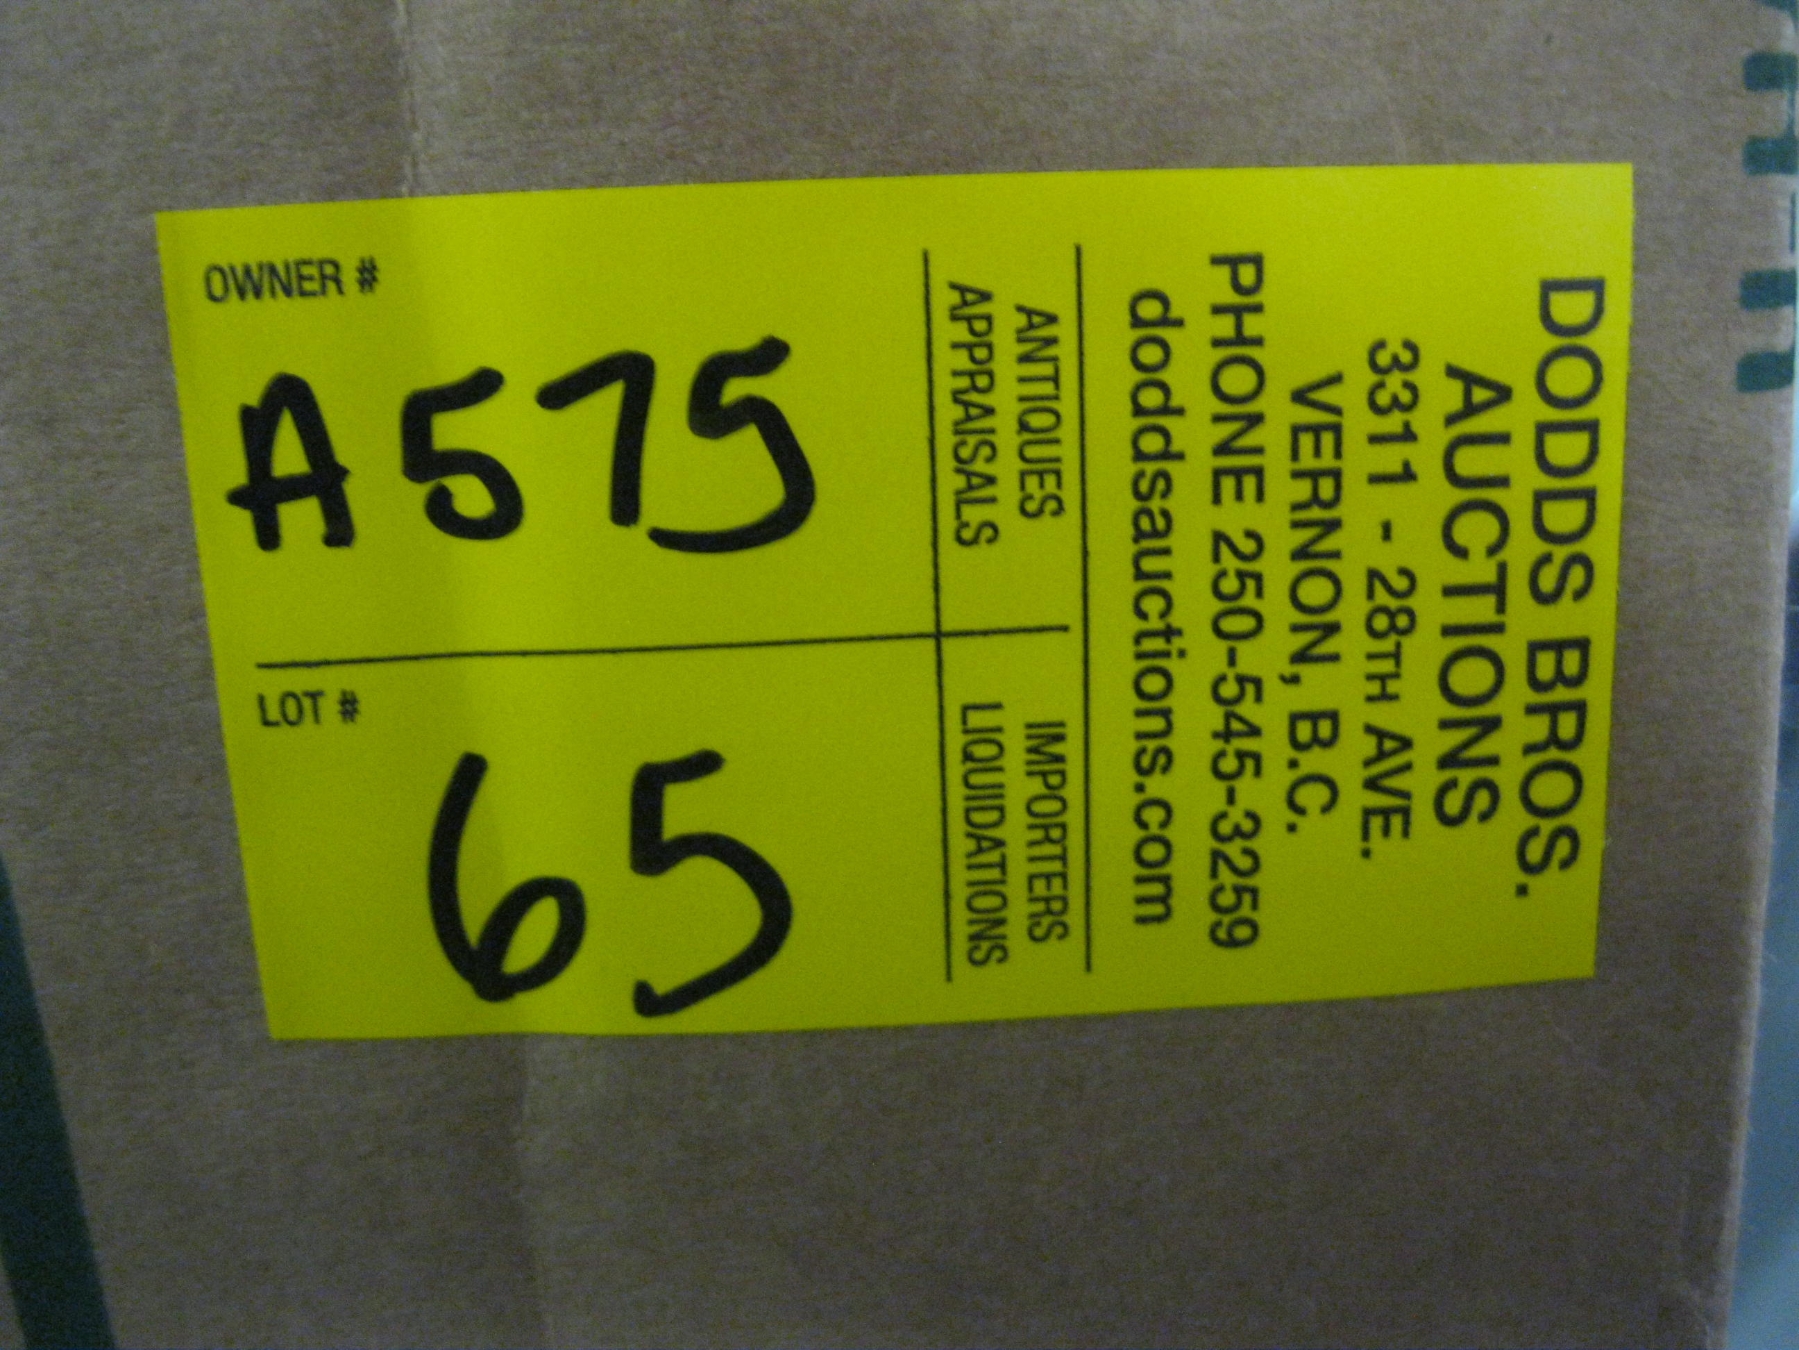 DODDS BROS.
AUCTIONS
3311 - 28TH AVE.
VERNON, B.C.
PHONE 250-545-3259
doddsauctions.com
ANTIQUES
APPRAISALS
IMPORTERS
LIQUIDATIONS
OWNER #
A575
LOT #
65